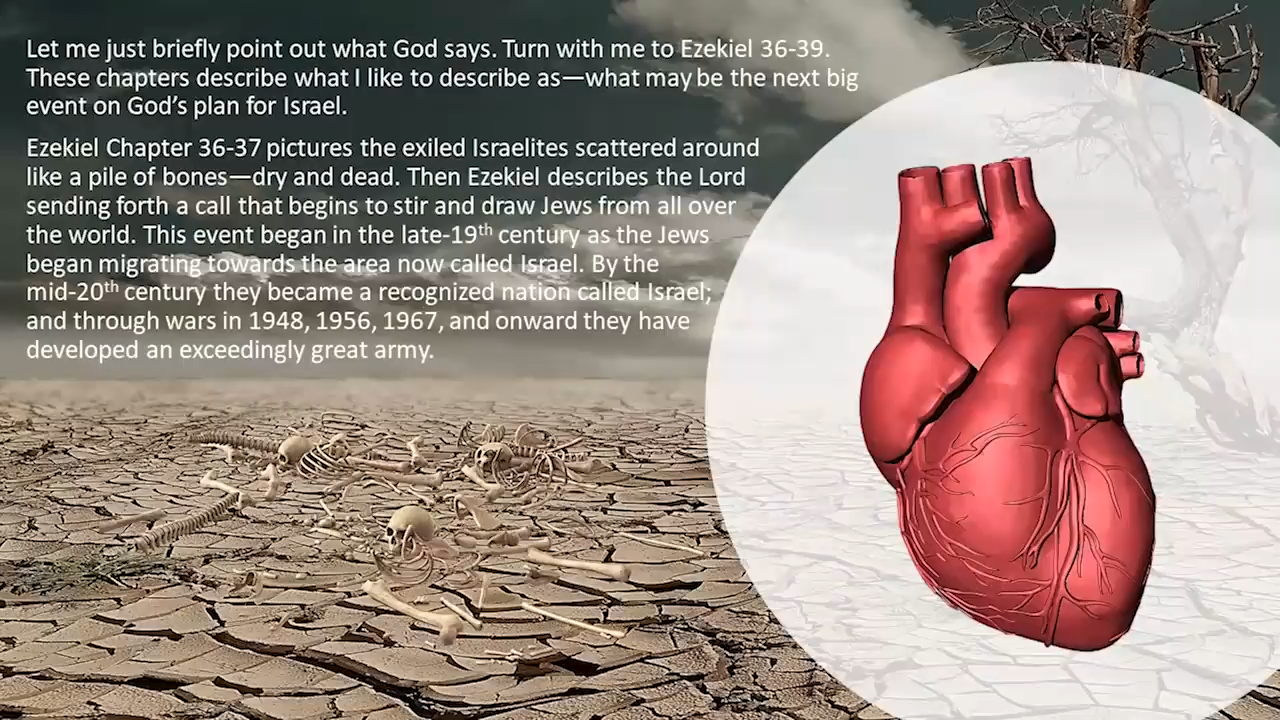 Let me just briefly point out what God says. Turn with me to Ezekiel 36-39.
These chapters describe what I like to describe as—what may be the next big
event on God's plan for Israel.
Ezekiel Chapter 36-37 pictures the exiled Israelites scattered around
like a pile of bones—dry and dead. Then Ezekiel describes the Lord
sending forth a call that begins to stir and draw Jews from all over
the world. This event began in the late-19th century as the Jews
began migrating towards the area now called Israel. By the
mid-20th century they became a recognized nation called Israel;
and through wars in 1948, 1956, 1967, and onward they have
developed an exceedingly great army.